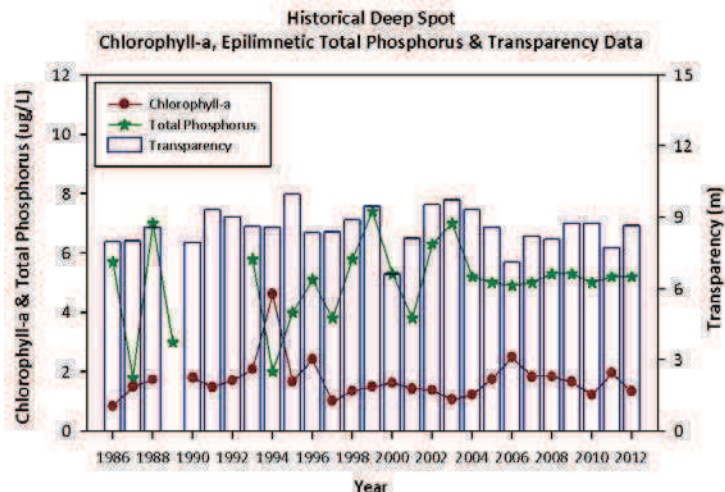 Historical Deep Spot
Chlorophyll-a, Epilimnetic Total Phosphorus & Transparency Data
Chlorophyll-a & Total Phosphorus (ug/L)
12
10
8
6
4
2
0
Chlorophyll-a
Total Phosphorus
Transparency
15
12
9
6
3
0
Transparency (m)
1986 1988 1990 1992 1994 1996 1998 2000 2002 2004 2006 2008 2010 2012
Year